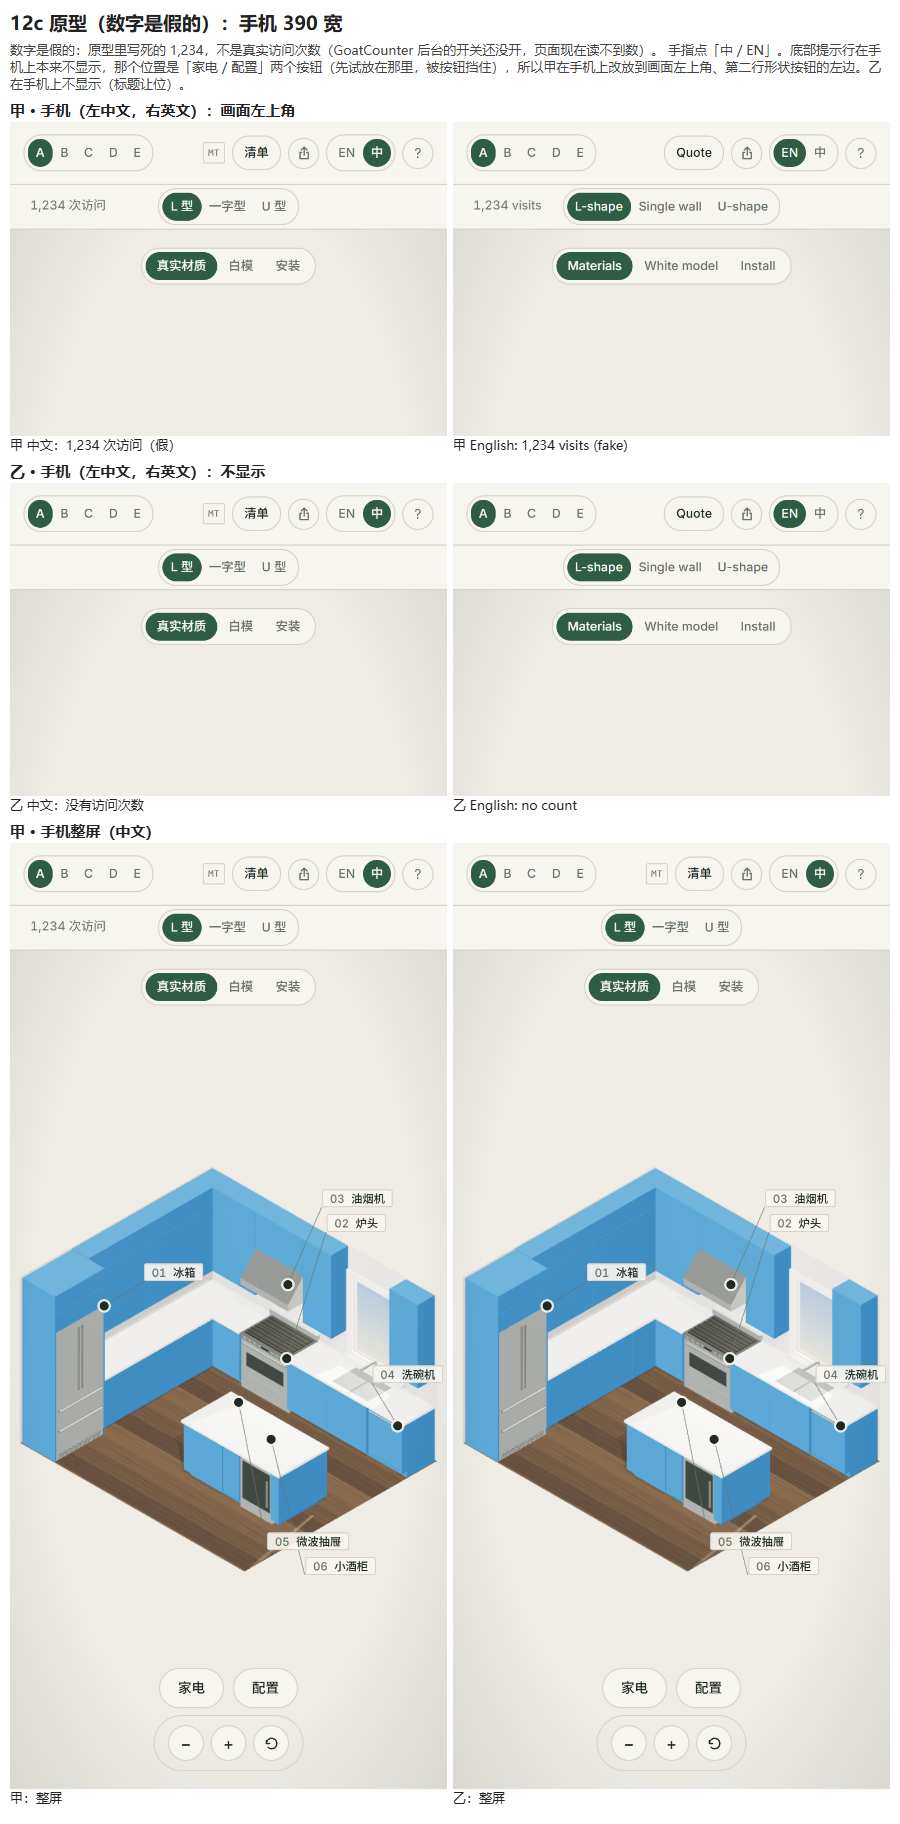 12c 原型（数字是假的）：手机 390 宽
数字是假的：原型里写死的 1,234，不是真实访问次数（GoatCounter 后台的开关还没开，页面现在读不到数）。 手指点「中 / EN」。底部提示行在手
机上本来不显示，那个位置是「家电 / 配置」两个按钮（先试放在那里，被按钮挡住），所以甲在手机上改放到画面左上角、第二行形状按钮的左边。乙
在手机上不显示（标题让位）。
甲 • 手机（左中文，右英文）：画面左上角
A B C D E MT 清单 EN 中 ?
A B C D E Quote EN 中 ?
1,234 次访问 L 型 一字型 U 型
1,234 visits L-shape Single wall U-shape
真实材质 白模 安装
Materials White model Install
甲 中文：1,234 次访问（假）
甲 English: 1,234 visits (fake)
乙 • 手机（左中文，右英文）：不显示
A B C D E MT 清单 EN 中 ?
A B C D E Quote EN 中 ?
L 型 一字型 U 型
L-shape Single wall U-shape
真实材质 白模 安装
Materials White model Install
乙 中文：没有访问次数
乙 English: no count
甲 • 手机整屏（中文）
A B C D E MT 清单 EN 中 ?
A B C D E MT 清单 EN 中 ?
1,234 次访问 L 型 一字型 U 型
L 型 一字型 U 型
真实材质 白模 安装
真实材质 白模 安装
03 油烟机
02 炉头
01 冰箱
04 洗碗机
05 微波抽屉
06 小酒柜
03 油烟机
02 炉头
01 冰箱
04 洗碗机
05 微波抽屉
06 小酒柜
家电 配置
家电 配置
− +
− +
甲：整屏
乙：整屏